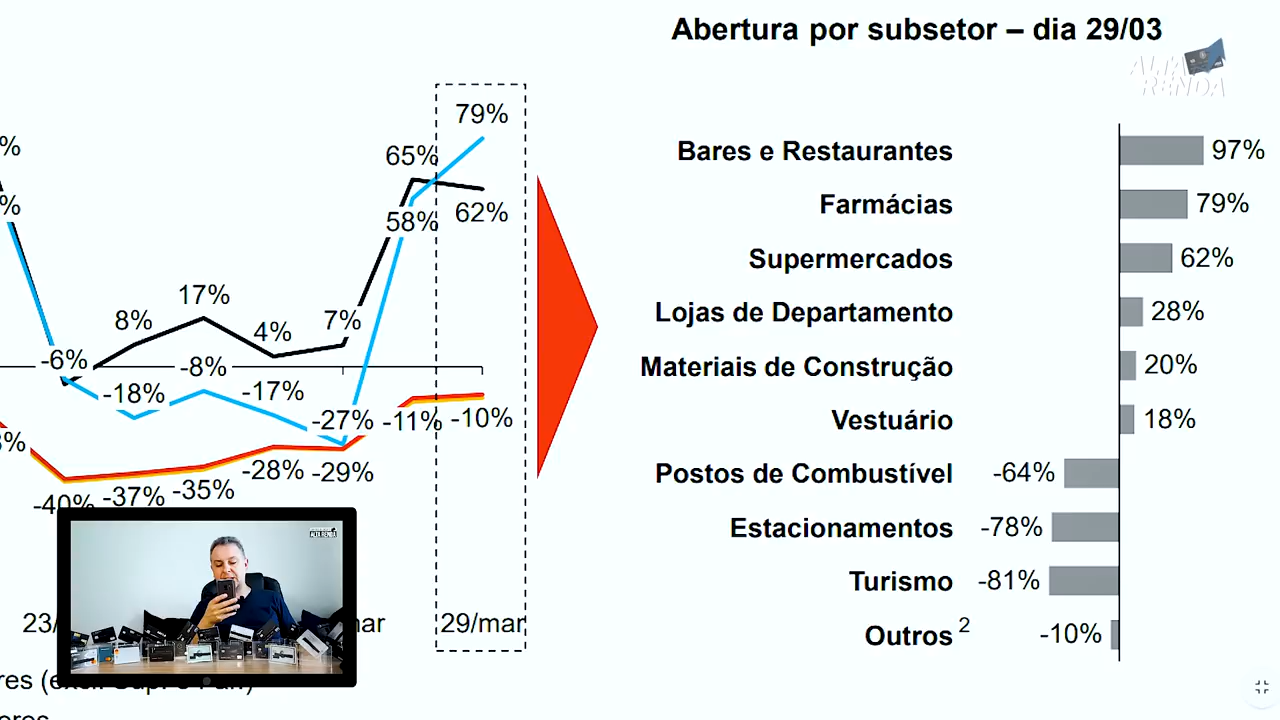 Abertura por subsetor – dia 29/03
ALTA
RENDA
79%
65%
62%
58%
17%
8%
4%
7%
-6%
-8%
-18%
-17%
-27%
-11%
-10%
-28%
-29%
-40%
-37%
-35%
23/
mar
29/mar
Bares e Restaurantes 97%
Farmácias 79%
Supermercados 62%
Lojas de Departamento 28%
Materiais de Construção 20%
Vestuário 18%
Postos de Combustível -64%
Estacionamentos -78%
Turismo -81%
Outros 2 -10%